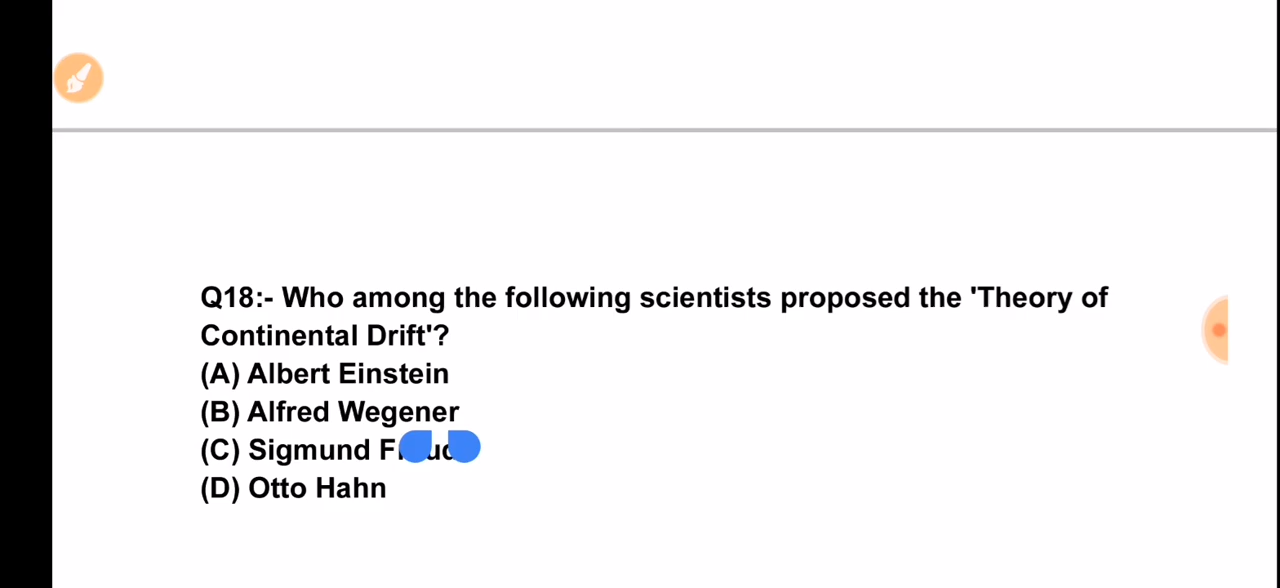 Q18:- Who among the following scientists proposed the 'Theory of
Continental Drift'?
(A) Albert Einstein
(B) Alfred Wegener
(C) Sigmund
(D) Otto Hahn